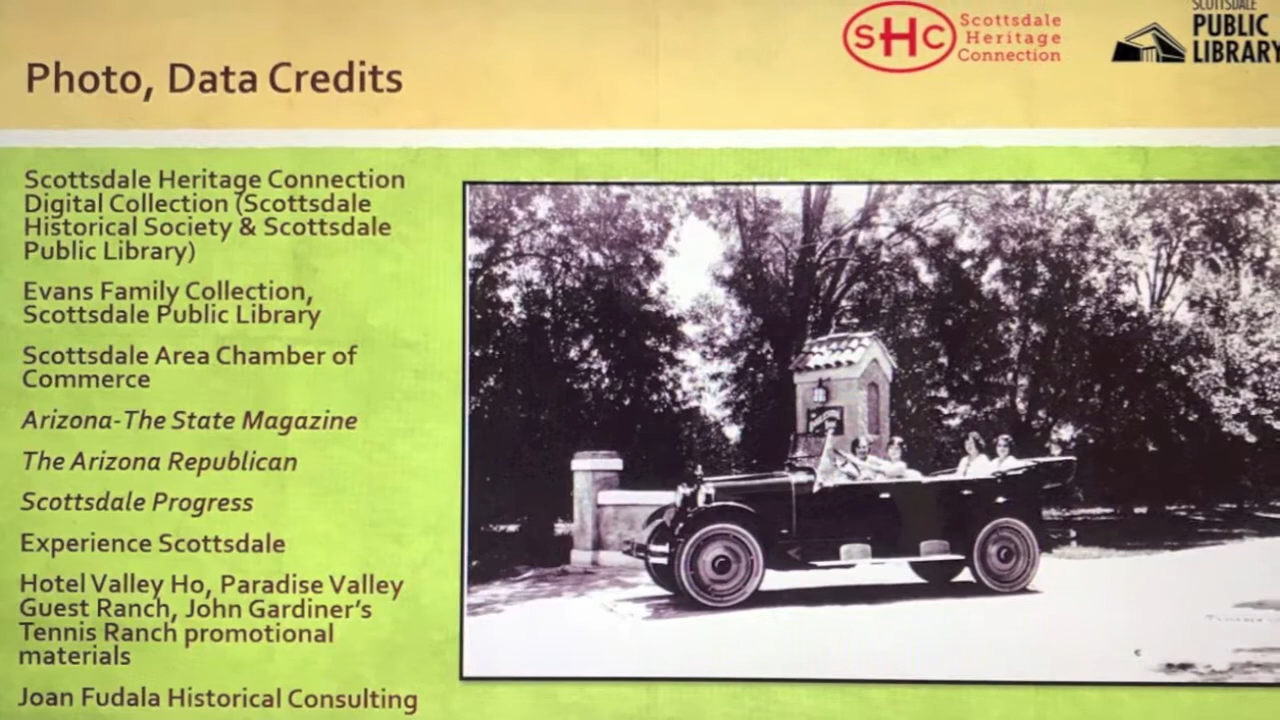 Photo, Data Credits
SHC
Scottsdale
Heritage
Connection
SCOTTSDALE
PUBLIC
LIBRARY
Scottsdale Heritage Connection
Digital Collection (Scottsdale
Historical Society & Scottsdale
Public Library)
Evans Family Collection,
Scottsdale Public Library
Scottsdale Area Chamber of
Commerce
Arizona-The State Magazine
The Arizona Republican
Scottsdale Progress
Experience Scottsdale
Hotel Valley Ho, Paradise Valley
Guest Ranch, John Gardiner's
Tennis Ranch promotional
materials
Joan Fudala Historical Consulting